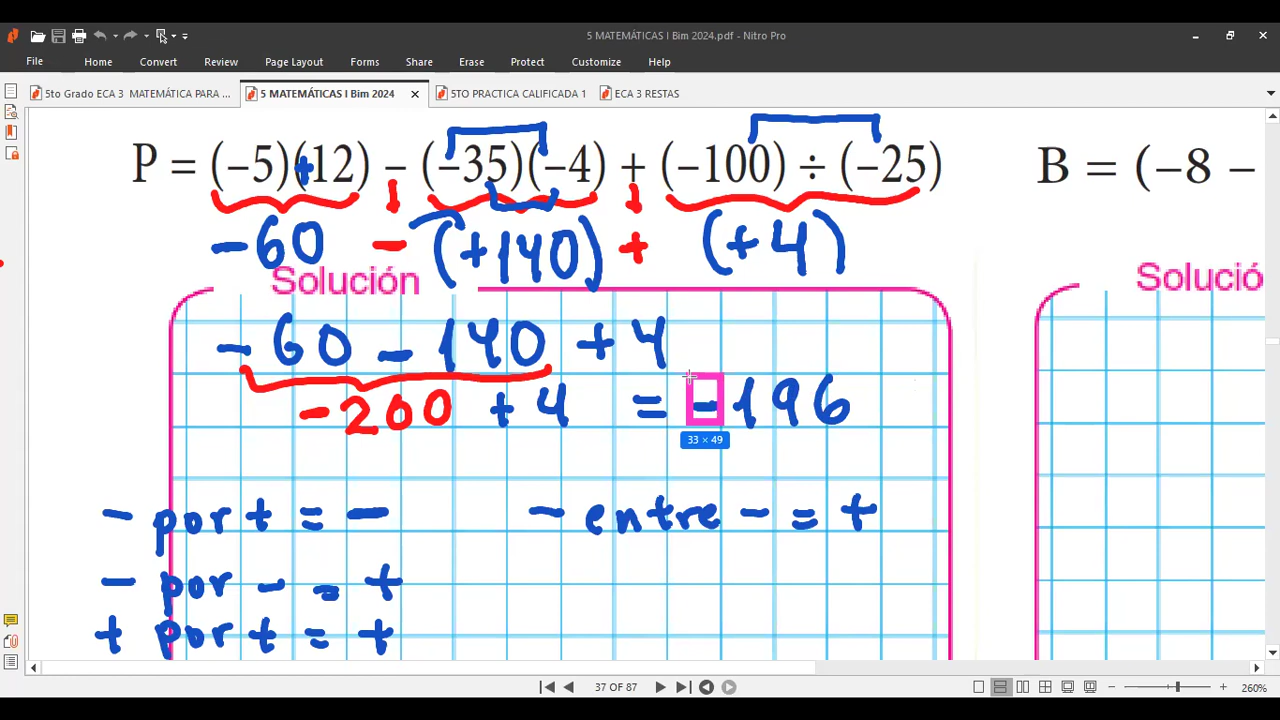 5 MATEMÁTICAS I Bim 2024.pdf - Nitro Pro
File Home Convert Review Page Layout Forms Share Erase Protect Customize Help
5to Grado ECA 3 MATEMÁTICA PARA ... 5 MATEMÁTICAS I Bim 2024 5TO PRACTICA CALIFICADA 1 ECA 3 RESTAS
P = (−5)(+12) − (−35)(−4) + (−100) ÷ (−25) B = (−8 −
−60 − (+140) + (+4)
Solución Solució
−60 − 140 + 4
−200 + 4 = −196
33 × 49
− por + = − − entre − = +
− por − = +
+ por + = +
37 OF 87 260%